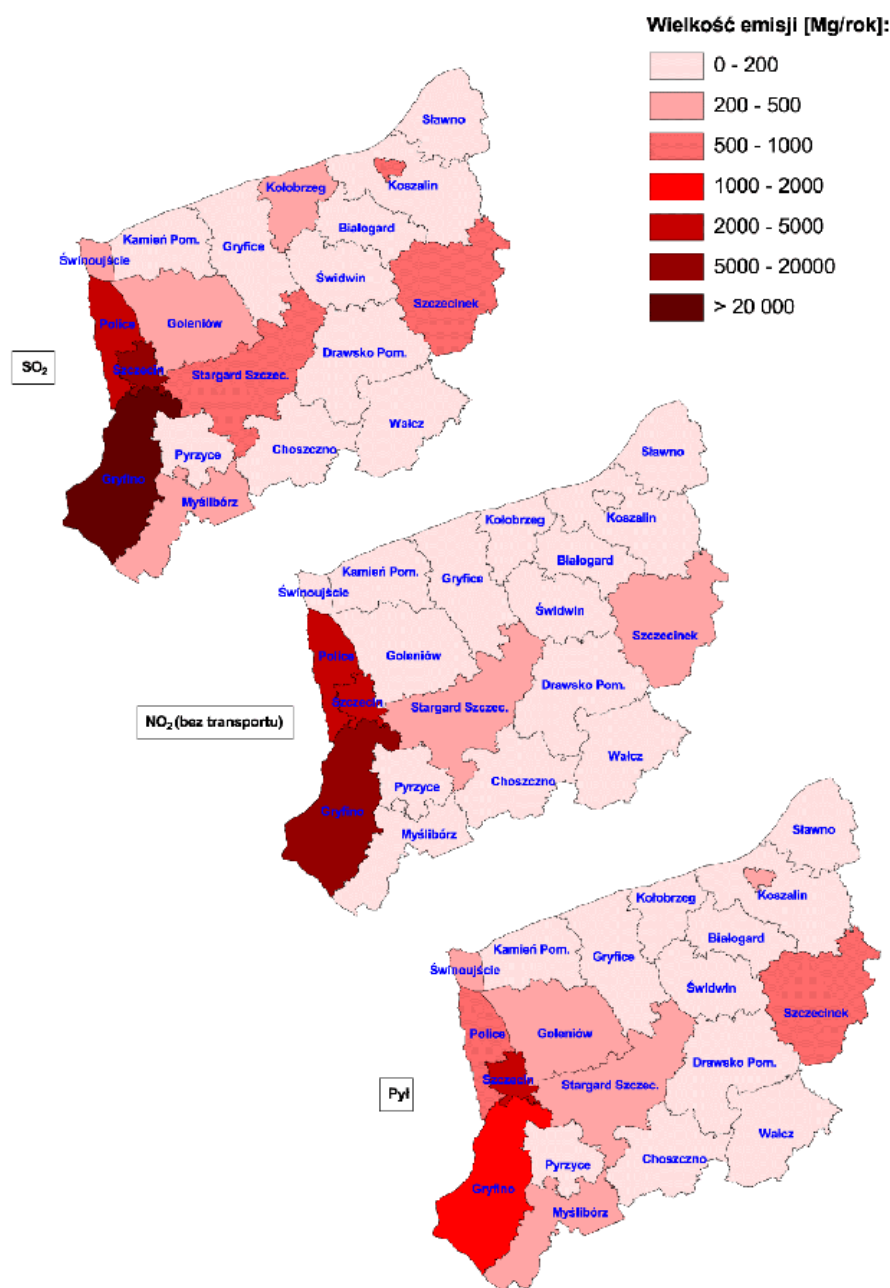 Wielkość emisji [Mg/rok]:
0 - 200
200 - 500
500 - 1000
1000 - 2000
2000 - 5000
5000 - 20000
> 20 000
Sławno
Kołobrzeg
Koszalin
Kamień Pom.
Gryfice
Białogard
Świnoujście
Świdwin
Szczecinek
Police
Goleniów
Drawsko Pom.
SO₂
Szczecin
Stargard Szczec.
Wałcz
Pyrzyce
Choszczno
Gryfino
Myślibórz
Sławno
Kołobrzeg
Koszalin
Kamień Pom.
Gryfice
Białogard
Świnoujście
Świdwin
Szczecinek
Police
Goleniów
Drawsko Pom.
Szczecin
Stargard Szczec.
NO₂ (bez transportu)
Wałcz
Pyrzyce
Choszczno
Gryfino
Myślibórz
Sławno
Kołobrzeg
Koszalin
Kamień Pom.
Gryfice
Białogard
Świnoujście
Świdwin
Szczecinek
Police
Goleniów
Drawsko Pom.
Szczecin
Stargard Szczec.
Pył
Wałcz
Pyrzyce
Choszczno
Gryfino
Myślibórz